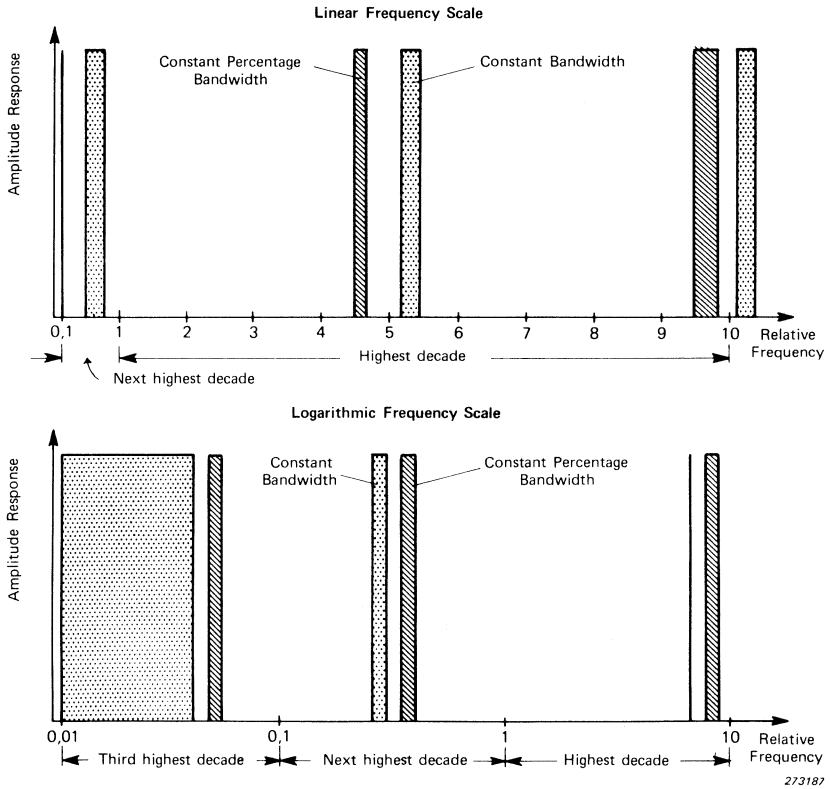 Linear Frequency Scale
Amplitude Response
Constant Percentage
Bandwidth
Constant Bandwidth
0,1 1 2 3 4 5 6 7 8 9 10 Relative
Frequency
Highest decade
Next highest decade
Logarithmic Frequency Scale
Amplitude Response
Constant
Bandwidth
Constant Percentage
Bandwidth
0,01 0,1 1 10 Relative
Frequency
Third highest decade Next highest decade Highest decade
273187